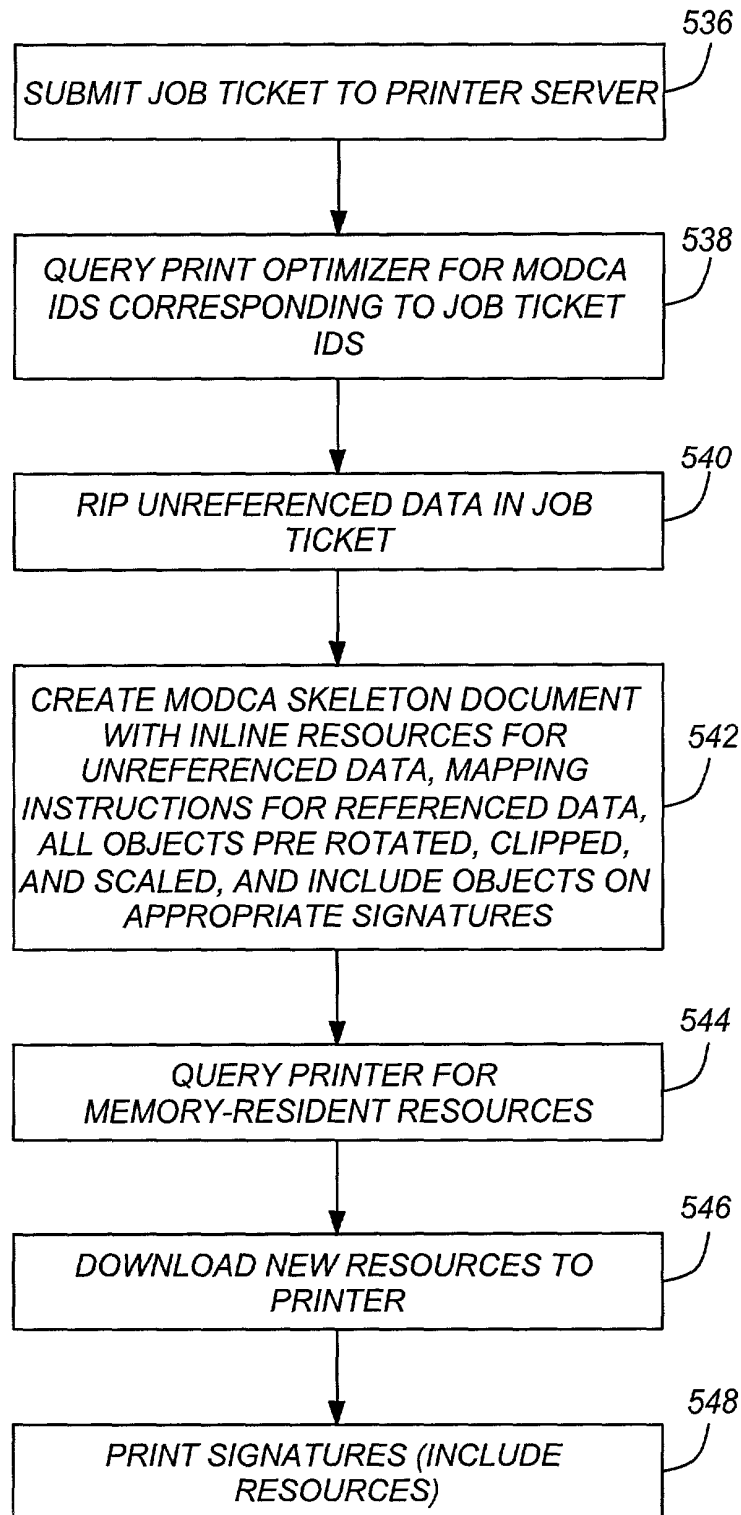 536
SUBMIT JOB TICKET TO PRINTER SERVER
538
QUERY PRINT OPTIMIZER FOR MODCA
IDS CORRESPONDING TO JOB TICKET
IDS
540
RIP UNREFERENCED DATA IN JOB
TICKET
542
CREATE MODCA SKELETON DOCUMENT
WITH INLINE RESOURCES FOR
UNREFERENCED DATA, MAPPING
INSTRUCTIONS FOR REFERENCED DATA,
ALL OBJECTS PRE ROTATED, CLIPPED,
AND SCALED, AND INCLUDE OBJECTS ON
APPROPRIATE SIGNATURES
544
QUERY PRINTER FOR
MEMORY-RESIDENT RESOURCES
546
DOWNLOAD NEW RESOURCES TO
PRINTER
548
PRINT SIGNATURES (INCLUDE
RESOURCES)